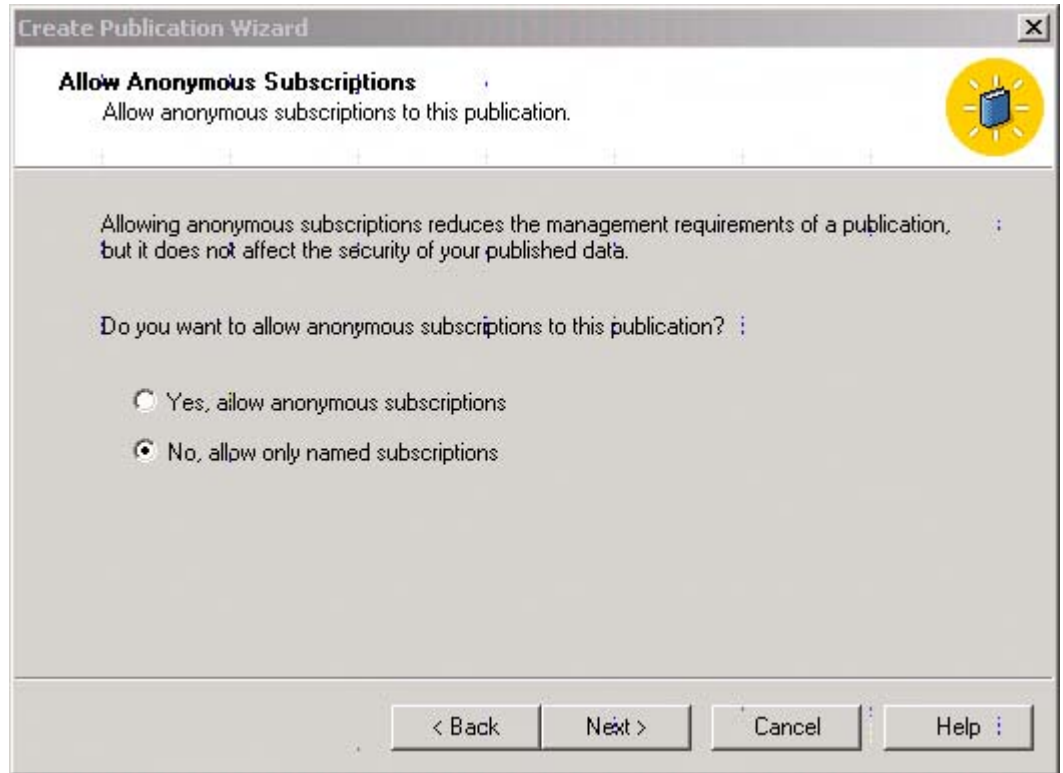 Create Publication Wizard
Allow Anonymous Subscriptions
Allow anonymous subscriptions to this publication.
Allowing anonymous subscriptions reduces the management requirements of a publication,
but it does not affect the security of your published data.
Do you want to allow anonymous subscriptions to this publication?
Yes, allow anonymous subscriptions
No, allow only named subscriptions
< Back Next > Cancel Help